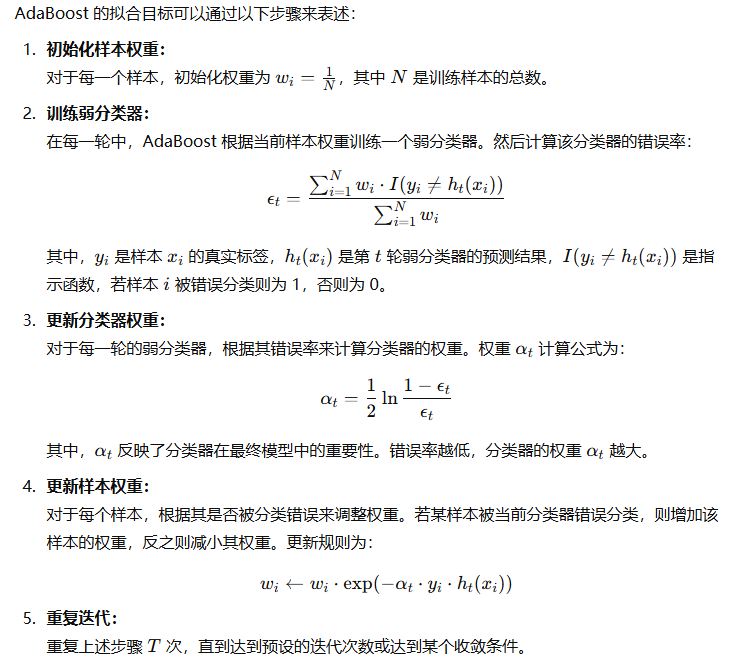 AdaBoost 的拟合目标可以通过以下步骤来表述：
1. 初始化样本权重：
对于每一个样本，初始化权重为 $w_i = \frac{1}{N}$，其中 $N$ 是训练样本的总数。
2. 训练弱分类器：
在每一轮中，AdaBoost 根据当前样本权重训练一个弱分类器。然后计算该分类器的错误率：
$\epsilon_t = \frac{\sum_{i=1}^{N} w_i \cdot I(y_i \neq h_t(x_i))}{\sum_{i=1}^{N} w_i}$
其中，$y_i$ 是样本 $x_i$ 的真实标签，$h_t(x_i)$ 是第 $t$ 轮弱分类器的预测结果，$I(y_i \neq h_t(x_i))$ 是指
示函数，若样本 $i$ 被错误分类则为 1，否则为 0。
3. 更新分类器权重：
对于每一轮的弱分类器，根据其错误率来计算分类器的权重。权重 $\alpha_t$ 计算公式为：
$\alpha_t = \frac{1}{2} \ln \frac{1 - \epsilon_t}{\epsilon_t}$
其中，$\alpha_t$ 反映了分类器在最终模型中的重要性。错误率越低，分类器的权重 $\alpha_t$ 越大。
4. 更新样本权重：
对于每个样本，根据其是否被分类错误来调整权重。若某样本被当前分类器错误分类，则增加该
样本的权重，反之则减小其权重。更新规则为：
$w_i \leftarrow w_i \cdot \exp(-\alpha_t \cdot y_i \cdot h_t(x_i))$
5. 重复迭代：
重复上述步骤 $T$ 次，直到达到预设的迭代次数或达到某个收敛条件。